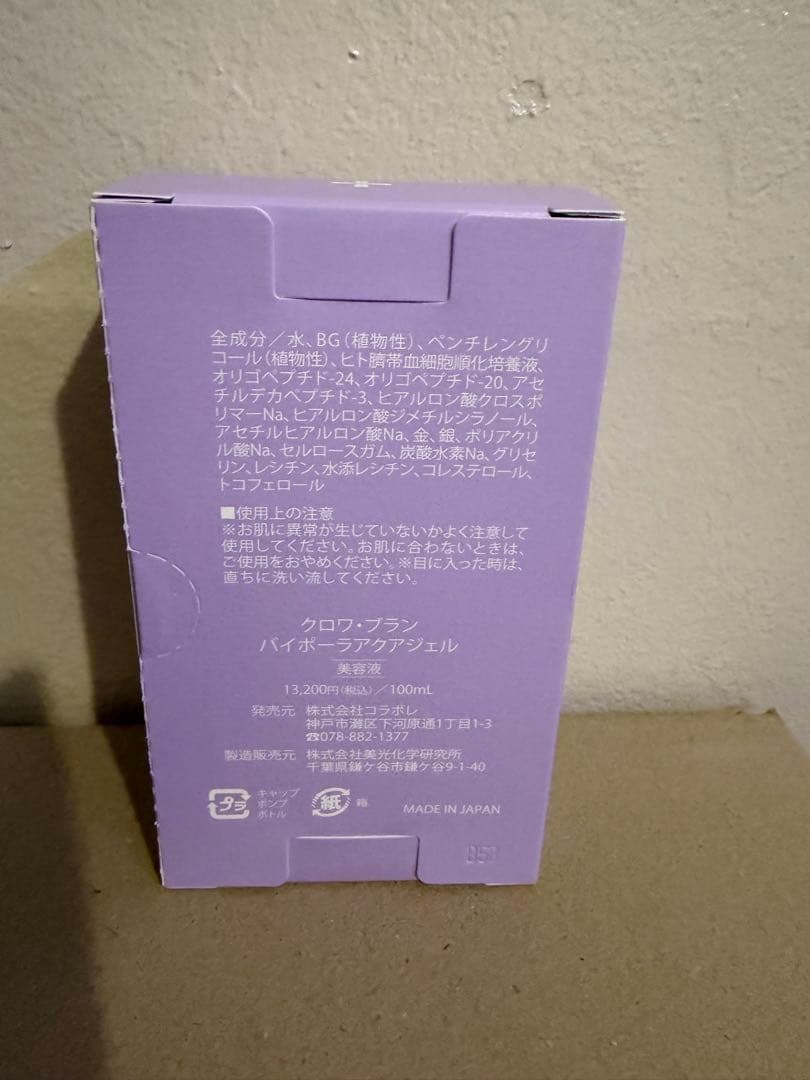 全成分／水、BG（植物性）、ペンチレングリ
コール（植物性）、ヒト臍帯血細胞順化培養液、
オリゴペプチド-24、オリゴペプチド-20、アセ
チルデカペプチド-3、ヒアルロン酸クロスポ
リマーNa、ヒアルロン酸ジメチルシラノール、
アセチルヒアルロン酸Na、金、銀、ポリアクリ
ル酸Na、セルロースガム、炭酸水素Na、グリセ
リン、レシチン、水添レシチン、コレステロール、
トコフェロール
■使用上の注意
※お肌に異常が生じていないかよく注意して
使用してください。お肌に合わないときは、
ご使用をおやめください。※目に入った時は、
直ちに洗い流してください。
クロワ・ブラン
バイポーラアクアジェル
美容液
13,200円（税込）／100mL
発売元 株式会社コラボレ
神戸市灘区下河原通1丁目1-3
☎078-882-1377
製造販売元 株式会社美光化学研究所
千葉県鎌ケ谷市鎌ケ谷9-1-40
プラ キャップ
ポンプ
ボトル
紙 箱
MADE IN JAPAN